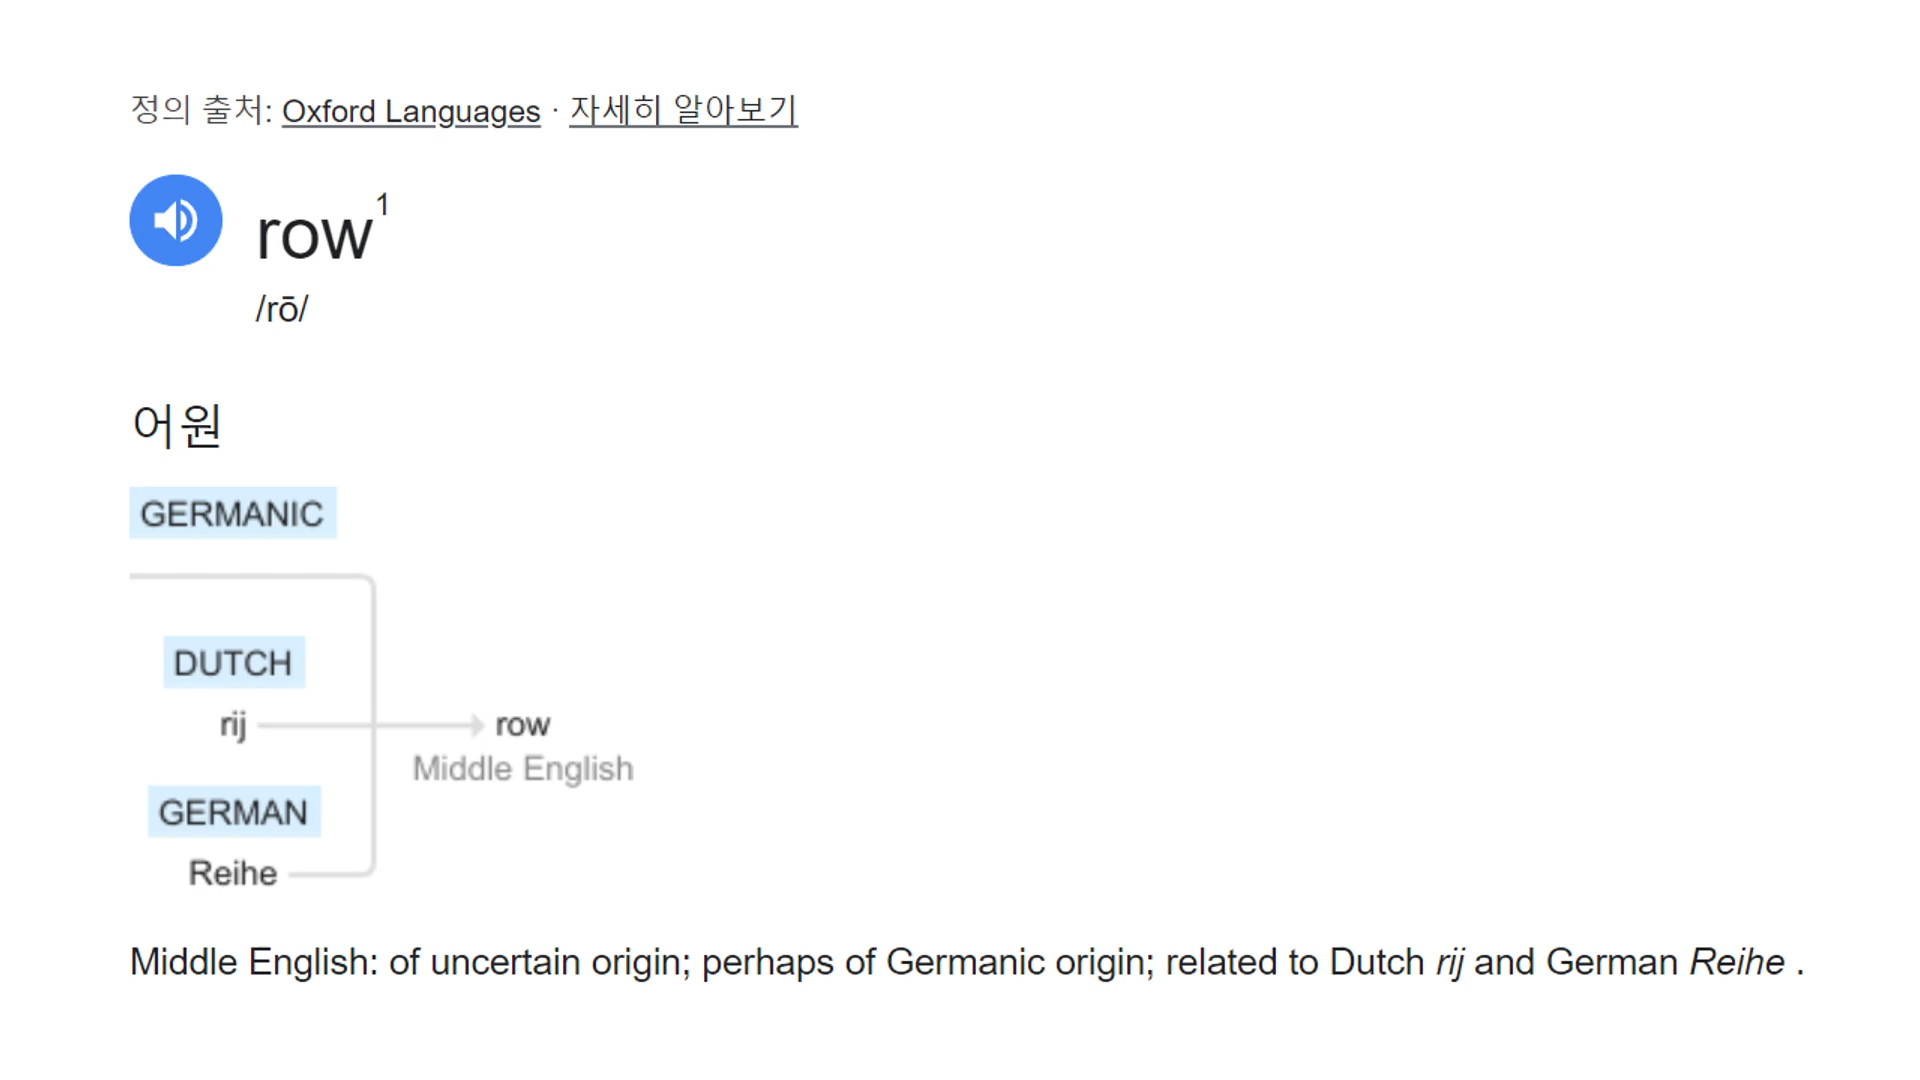 정의 출처: Oxford Languages · 자세히 알아보기
row¹
/rō/
어원
GERMANIC
DUTCH
rij
row
Middle English
GERMAN
Reihe
Middle English: of uncertain origin; perhaps of Germanic origin; related to Dutch rij and German Reihe .